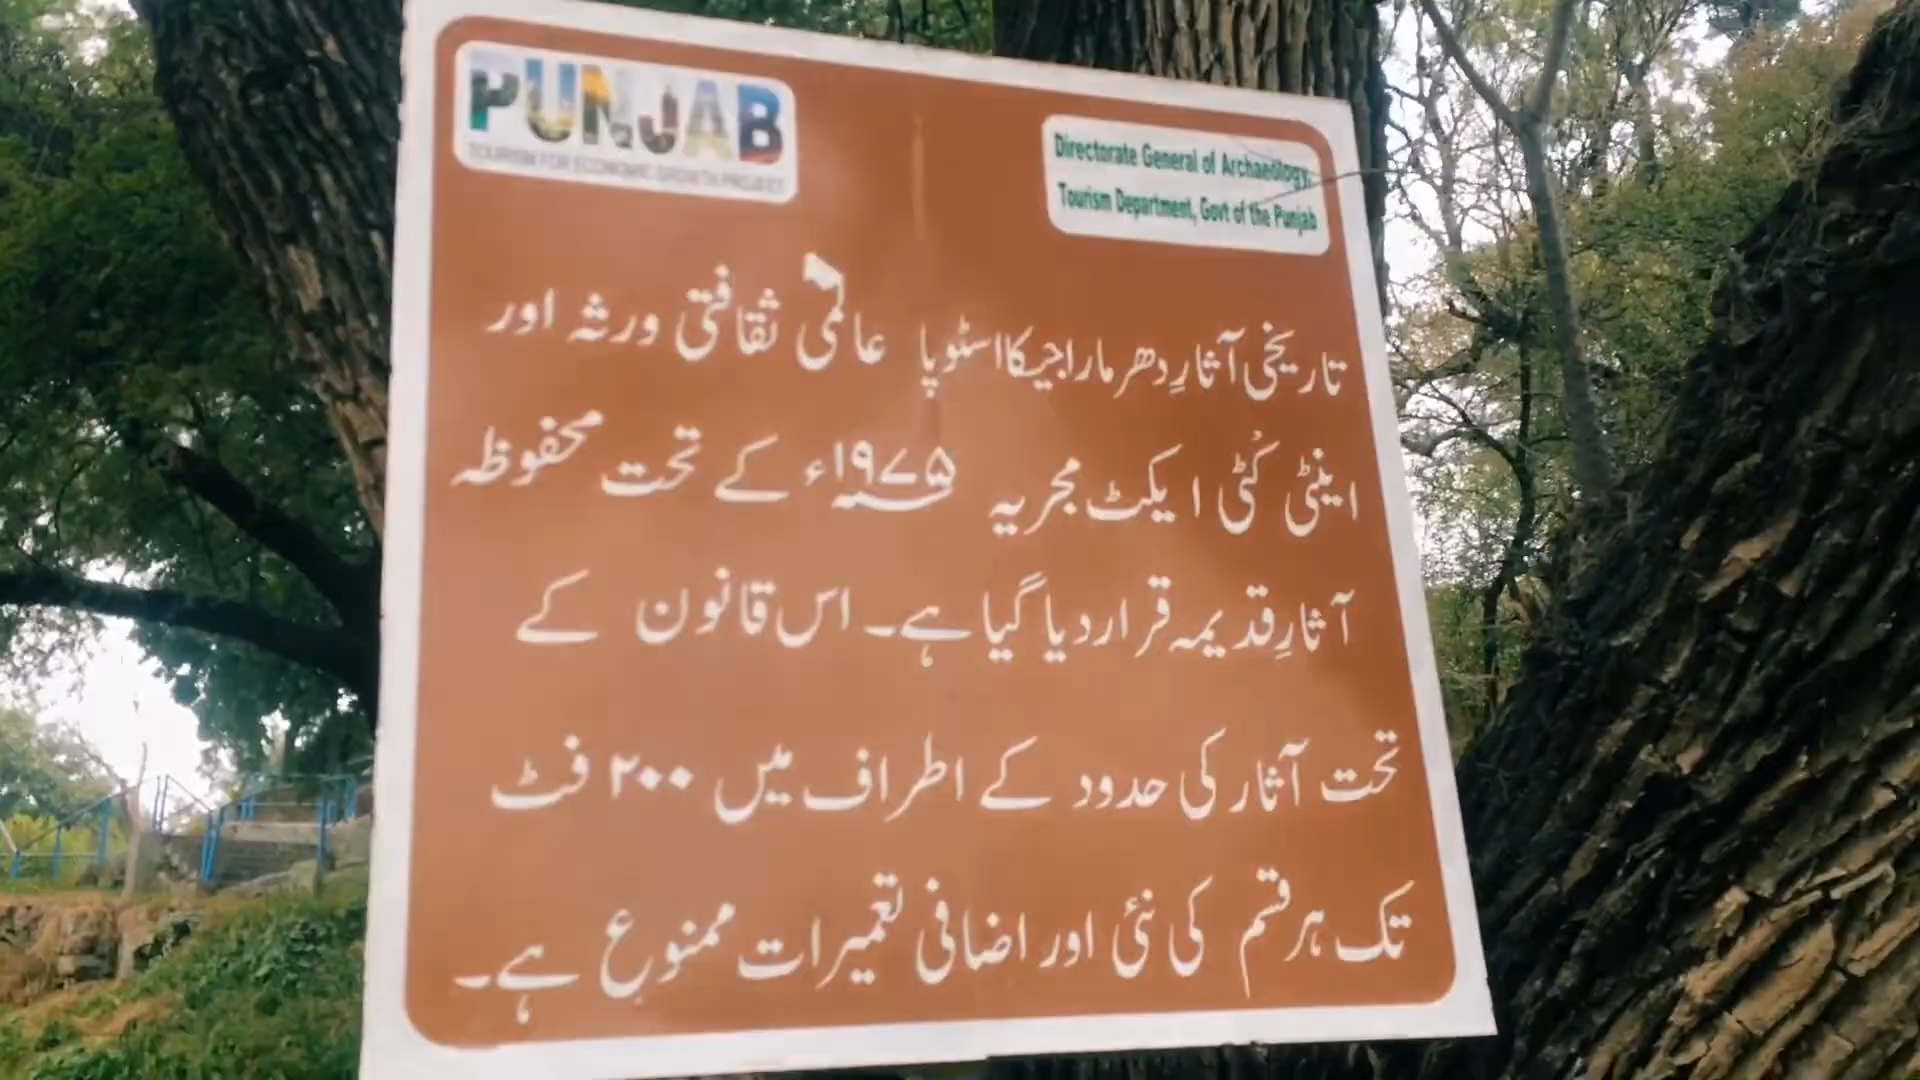 PUNJAB
TOURISM FOR ECONOMIC GROWTH PROJECT
Directorate General of Archaeology,
Tourism Department, Govt of the Punjab
تاریخی آثارِ دھرماراجیکا اسٹوپا عالمی ثقافتی ورثہ اور
اینٹی کُٹی ایکٹ مجریہ ۱۹۷۵ء کے تحت محفوظہ
آثارِ قدیمہ قرار دیا گیا ہے۔ اس قانون کے
تحت آثار کی حدود کے اطراف میں ۲۰۰ فٹ
تک ہر قسم کی نئی اور اضافی تعمیرات ممنوع ہے۔